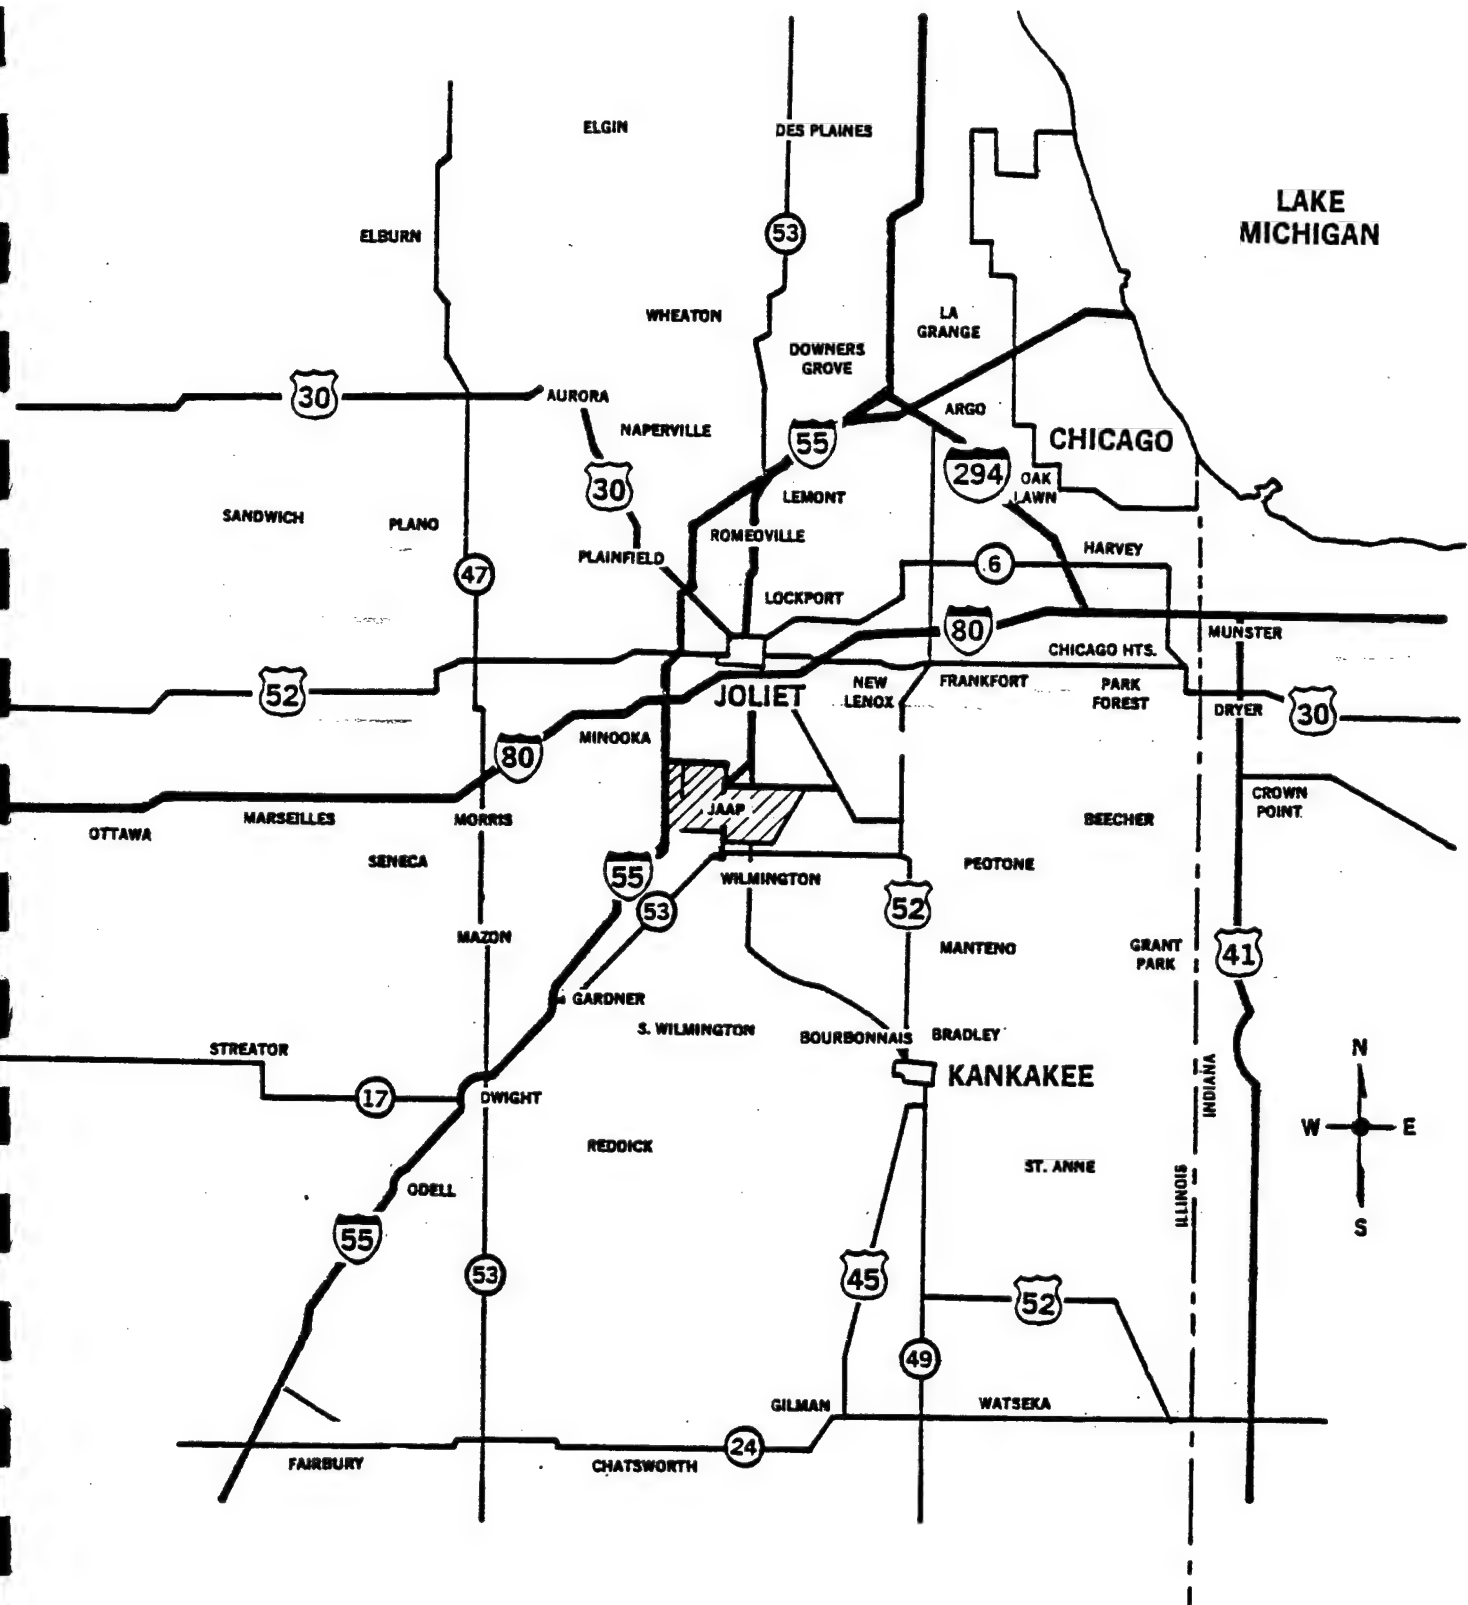 ELGIN
DES PLAINES
LAKE
MICHIGAN
53
ELBURN
WHEATON
LA
GRANGE
DOWNERS
GROVE
30
AURORA
ARGO
NAPERVILLE
55
CHICAGO
294
30
OAK
LAWN
LEMONT
SANDWICH
PLANO
ROMEOVILLE
PLAINFIELD
HARVEY
6
47
LOCKPORT
80
MUNSTER
CHICAGO HTS.
52
JOLIET
NEW
LENOX
FRANKFORT
PARK
FOREST
DRYER
30
MINOOKA
80
CROWN
POINT
JAAP
OTTAWA
MARSEILLES
MORRIS
BEECHER
SENECA
PEOTONE
55
WILMINGTON
53
52
MAZON
MANTENO
GRANT
PARK
41
GARDNER
S. WILMINGTON
BOURBONNAIS
BRADLEY
STREATOR
KANKAKEE
N
W
E
S
INDIANA
ILLINOIS
17
DWIGHT
REDDICK
ST. ANNE
ODELL
55
53
45
52
49
GILMAN
WATSEKA
24
FAIRBURY
CHATSWORTH